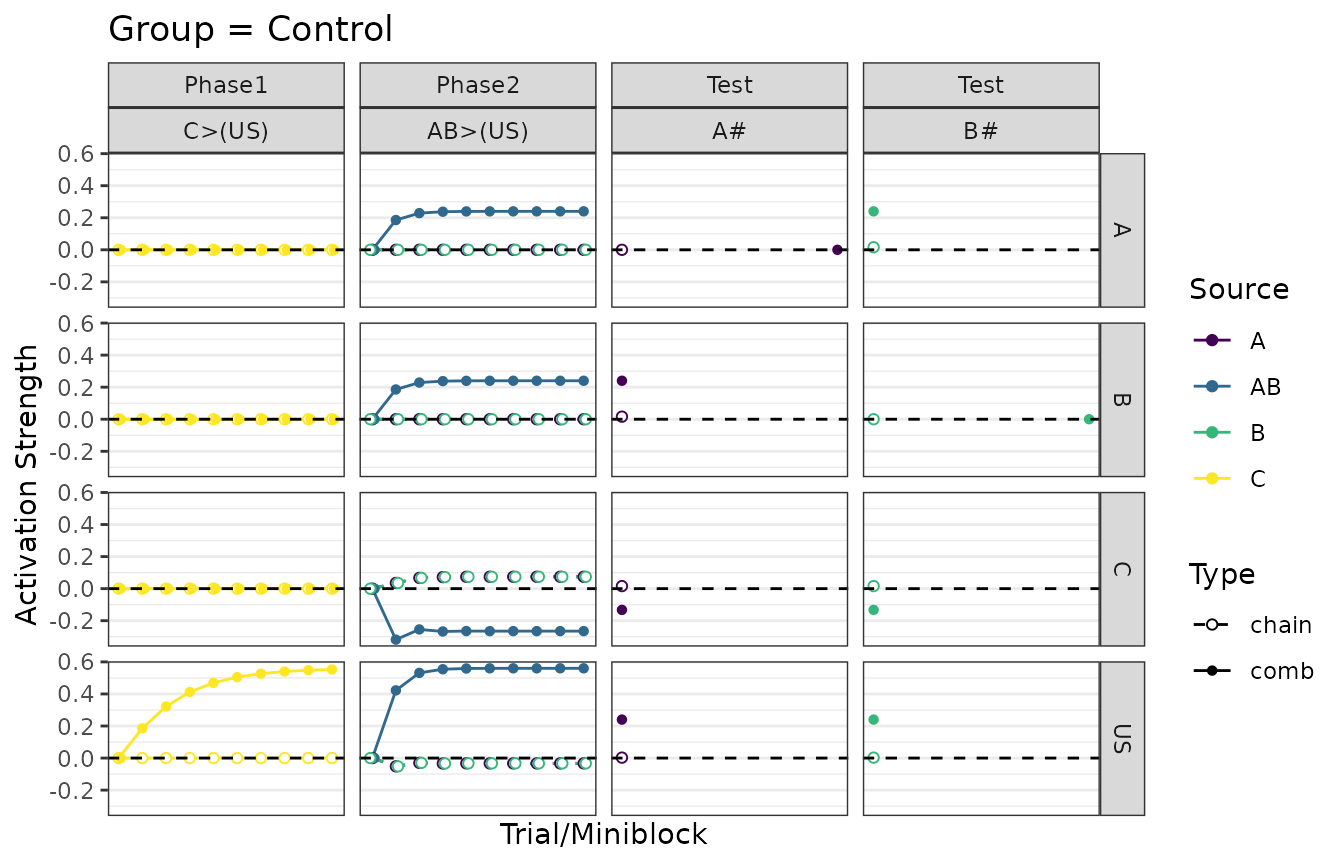 Group = Control
Phase1 Phase2 Test Test
C>(US) AB>(US) A# B#
0.6
0.4
0.2
0.0
-0.2
A
0.6
0.4
0.2
0.0
-0.2
B
0.6
0.4
0.2
0.0
-0.2
C
0.6
0.4
0.2
0.0
-0.2
US
Activation Strength
Trial/Miniblock
Source
A
AB
B
C
Type
chain
comb